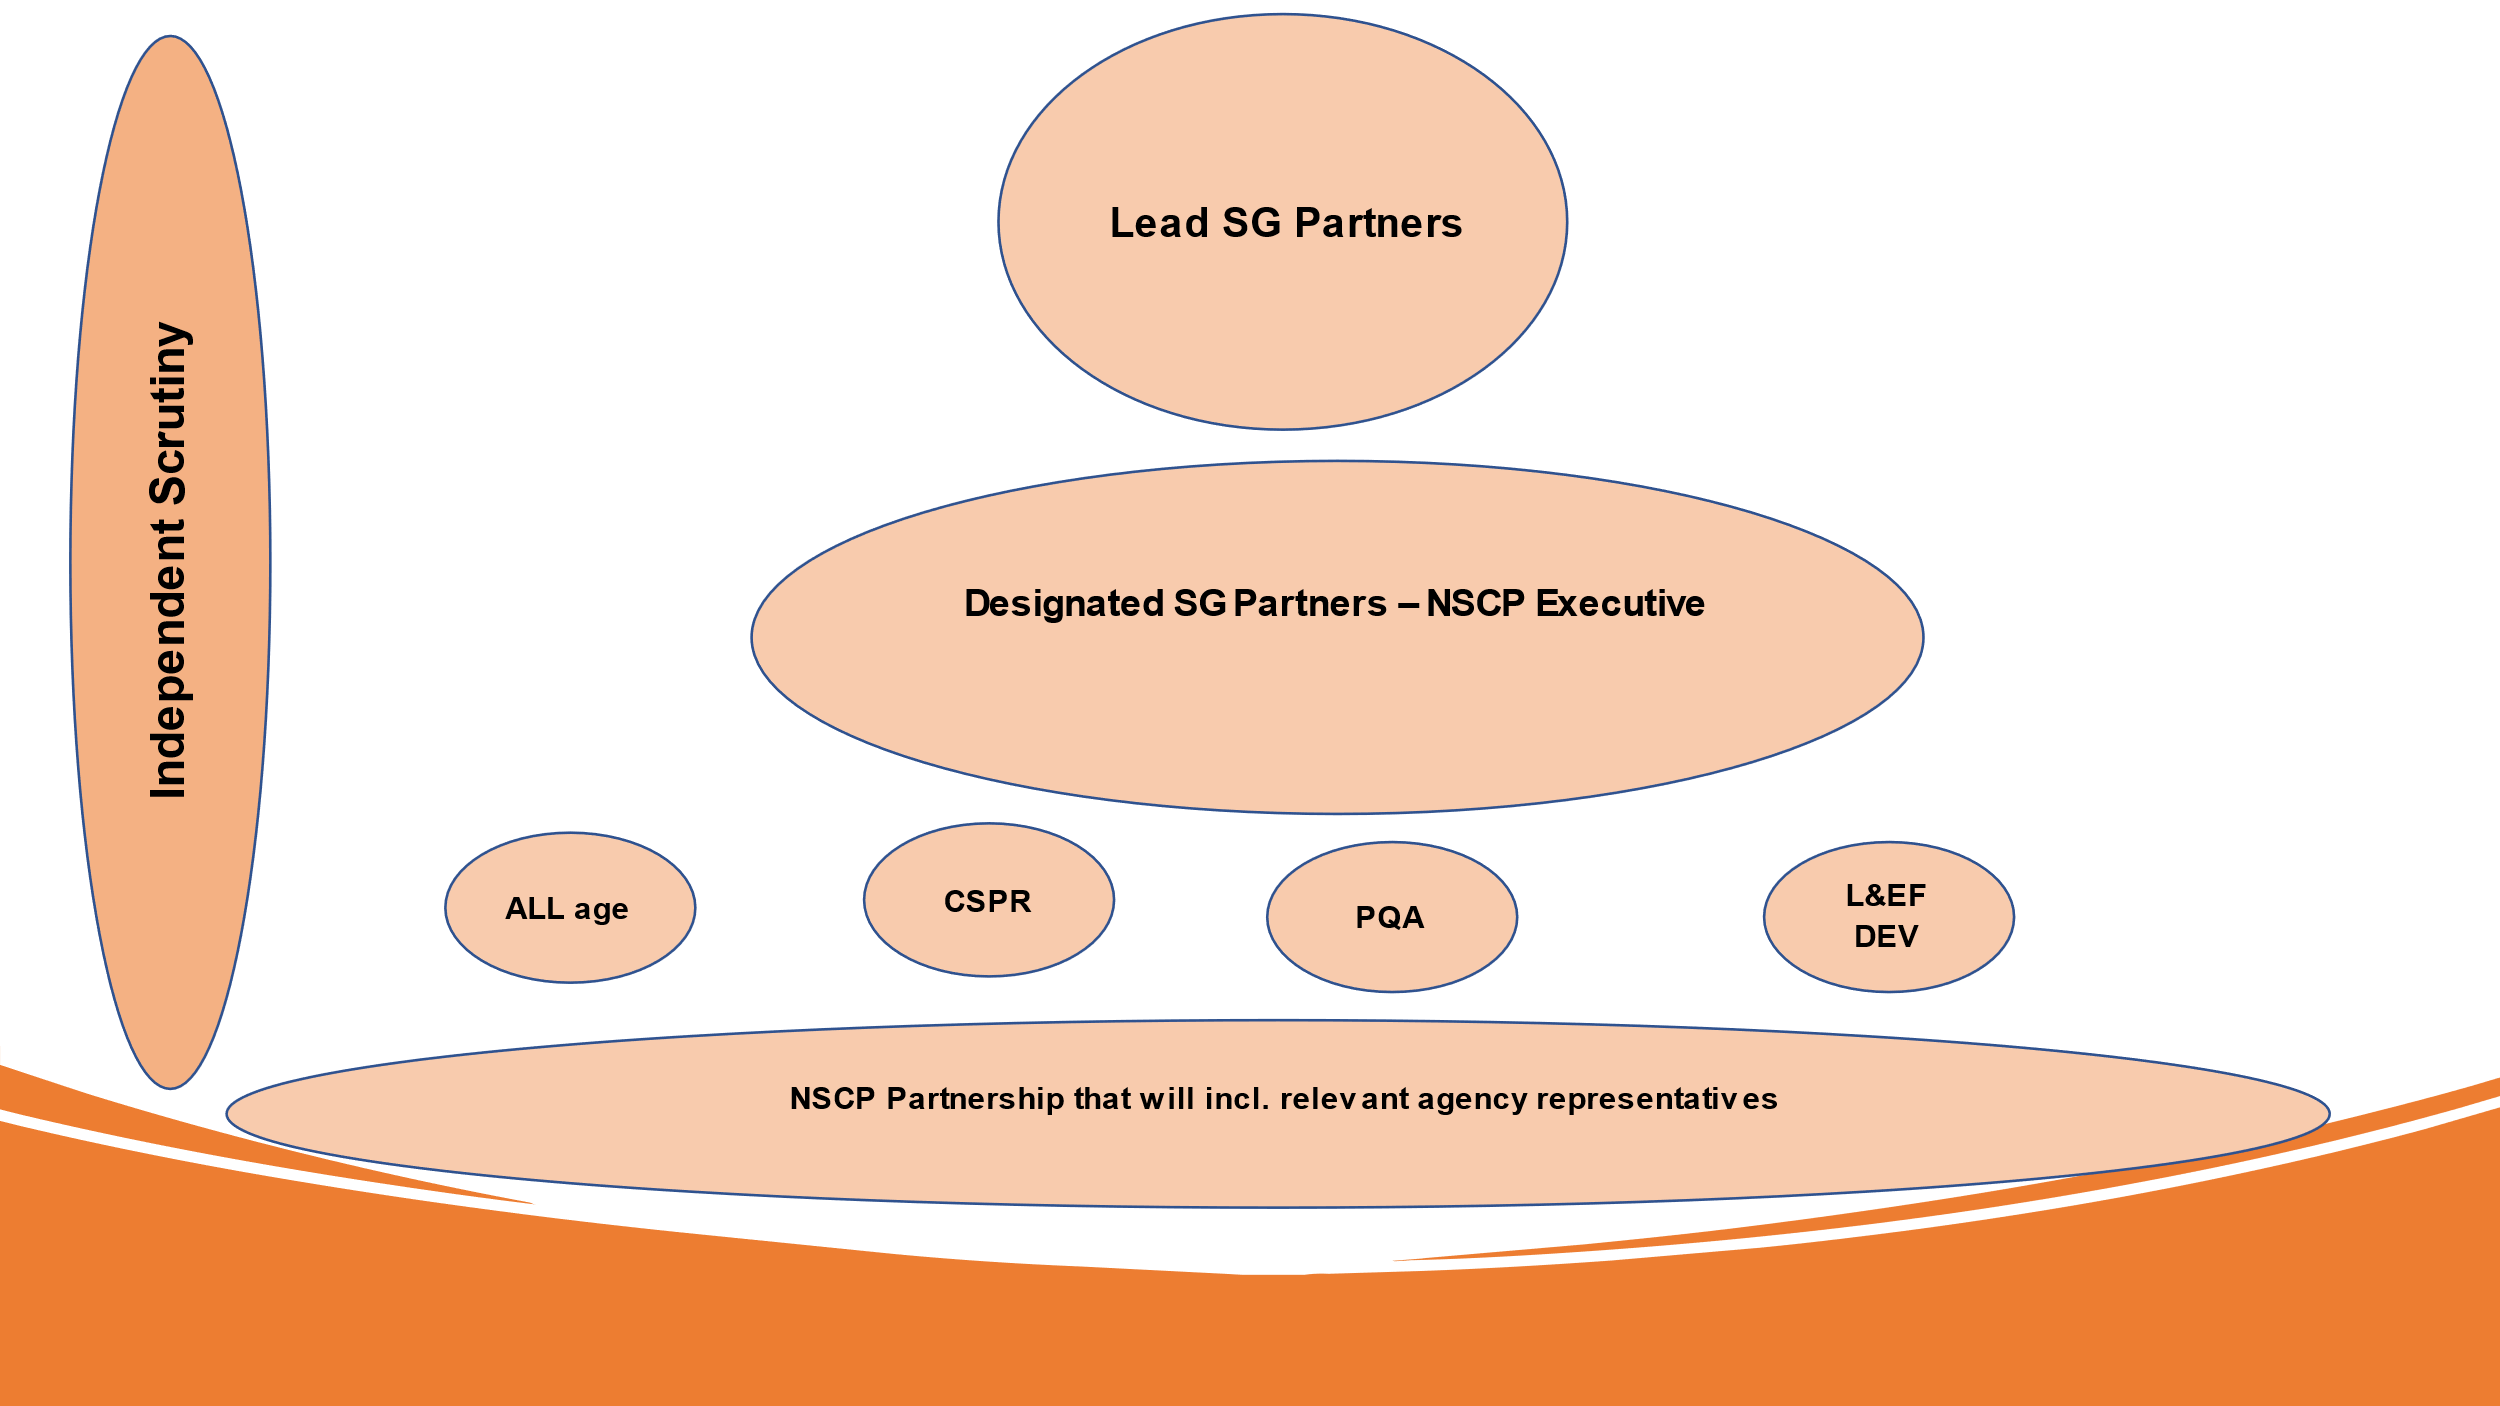 Independent Scrutiny
Lead SG Partners
Designated SG Partners – NSCP Executive
ALL age
CSPR
PQA
L&EF
DEV
NSCP Partnership that will incl. relevant agency representatives